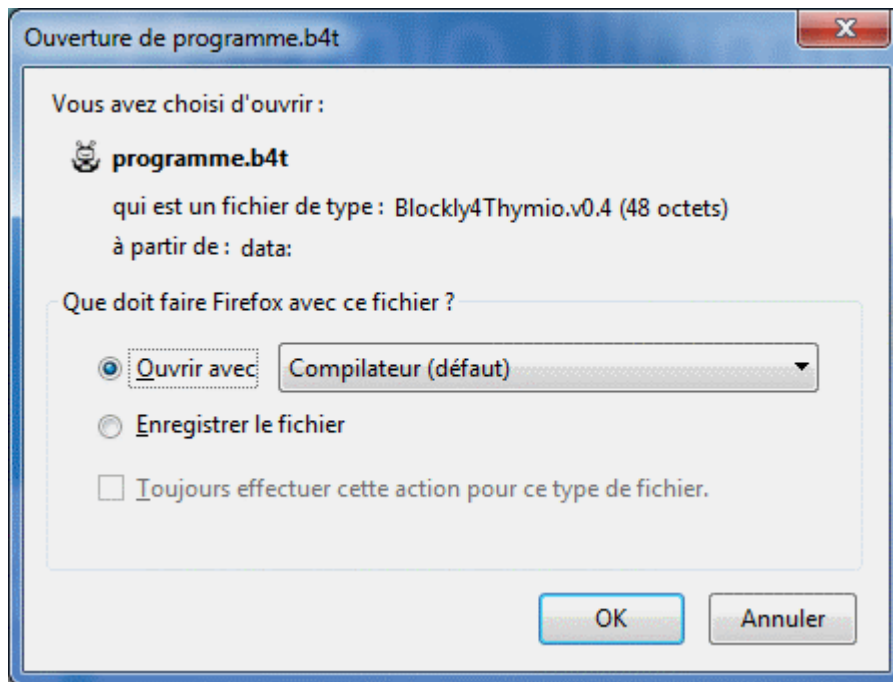 Ouverture de programme.b4t
Vous avez choisi d'ouvrir :
programme.b4t
qui est un fichier de type : Blockly4Thymio.v0.4 (48 octets)
à partir de : data:
Que doit faire Firefox avec ce fichier ?
Ouvrir avec Compilateur (défaut)
Enregistrer le fichier
Toujours effectuer cette action pour ce type de fichier.
OK Annuler